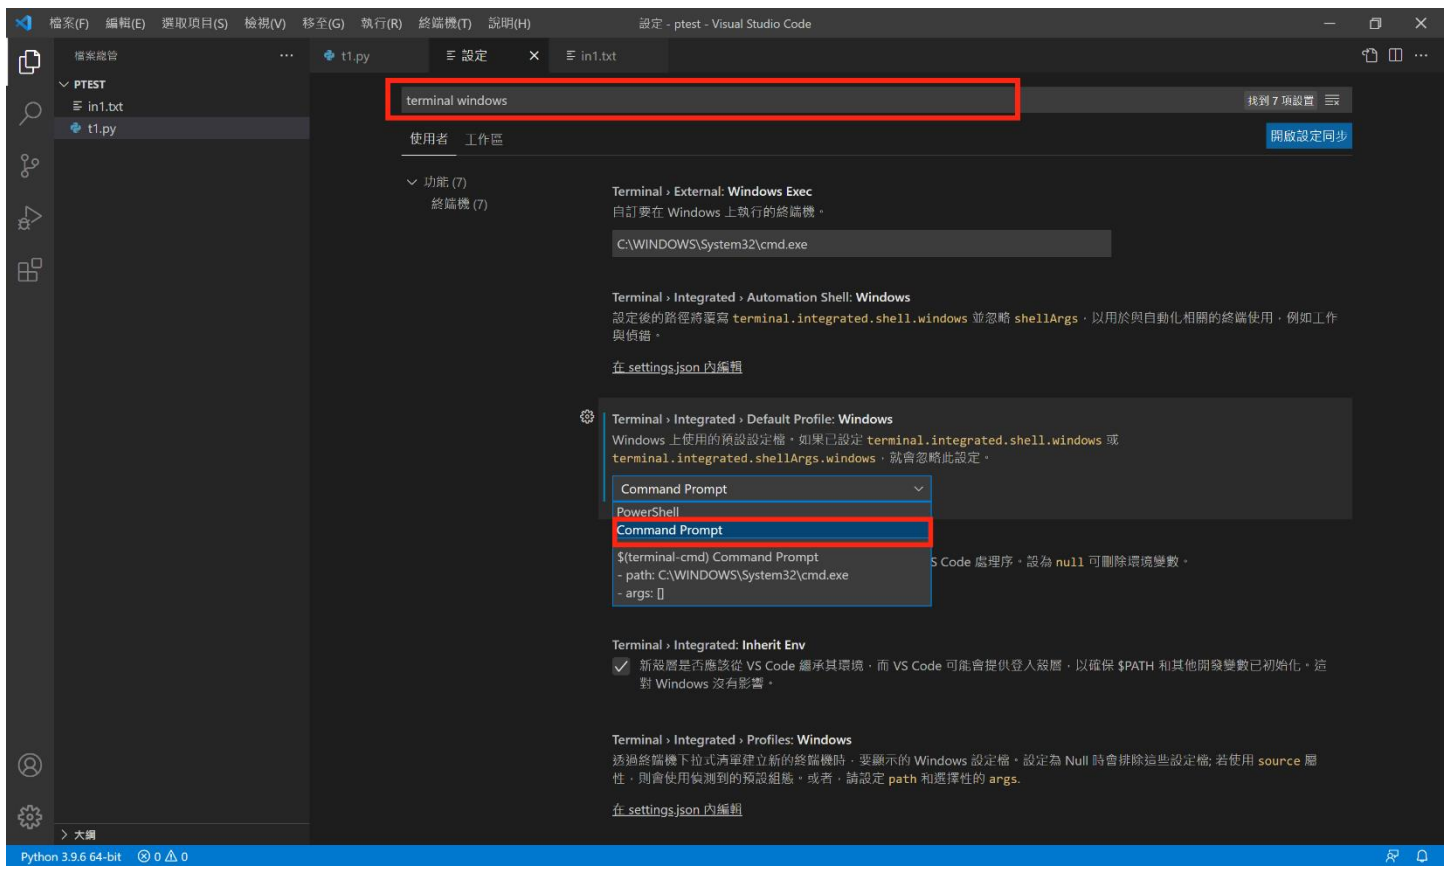 檔案(F) 編輯(E) 選取項目(S) 檢視(V) 移至(G) 執行(R) 終端機(T) 說明(H) 設定 - ptest - Visual Studio Code
檔案總管
t1.py
設定
in1.txt
PTEST
in1.txt
t1.py
terminal windows
找到 7 項設置
使用者 工作區
開啟設定同步
功能 (7)
終端機 (7)
Terminal › External: Windows Exec
自訂要在 Windows 上執行的終端機。
C:\WINDOWS\System32\cmd.exe
Terminal › Integrated › Automation Shell: Windows
設定後的路徑將覆寫 terminal.integrated.shell.windows 並忽略 shellArgs，以用於與自動化相關的終端使用，例如工作
與偵錯。
在 settings.json 內編輯
Terminal › Integrated › Default Profile: Windows
Windows 上使用的預設設定檔。如果已設定 terminal.integrated.shell.windows 或
terminal.integrated.shellArgs.windows，就會忽略此設定。
Command Prompt
PowerShell
Command Prompt
$(terminal-cmd) Command Prompt
- path: C:\WINDOWS\System32\cmd.exe
- args: []
S Code 處理序。設為 null 可刪除環境變數。
Terminal › Integrated: Inherit Env
新殼層是否應該從 VS Code 繼承其環境，而 VS Code 可能會提供登入殼層，以確保 $PATH 和其他開發變數已初始化。這
對 Windows 沒有影響。
Terminal › Integrated › Profiles: Windows
透過終端機下拉式清單建立新的終端機時，要顯示的 Windows 設定檔。設定為 Null 時會排除這些設定檔; 若使用 source 屬
性，則會使用偵測到的預設組態。或者，請設定 path 和選擇性的 args.
在 settings.json 內編輯
大綱
Python 3.9.6 64-bit 0 0